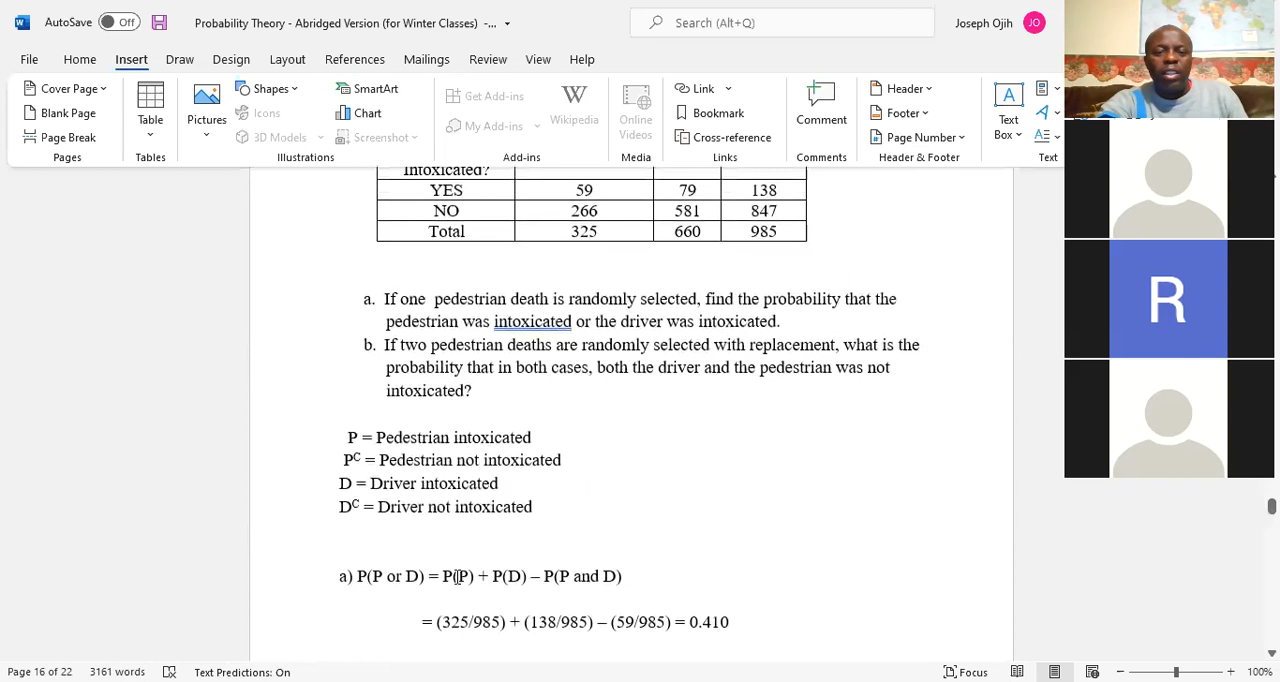 AutoSave Off Probability Theory - Abridged Version (for Winter Classes) -... Search (Alt+Q) Joseph Ojih JO
File Home Insert Draw Design Layout References Mailings Review View Help
Cover Page Shapes SmartArt Get Add-ins Link Header
Blank Page Icons Chart My Add-ins Bookmark Footer
Page Break 3D Models Screenshot Cross-reference Page Number
Table Pictures Wikipedia Online Videos Comment Text Box
Pages Tables Illustrations Add-ins Media Links Comments Header & Footer Text
Intoxicated?
YES 59 79 138
NO 266 581 847
Total 325 660 985
R
a. If one pedestrian death is randomly selected, find the probability that the
pedestrian was intoxicated or the driver was intoxicated.
b. If two pedestrian deaths are randomly selected with replacement, what is the
probability that in both cases, both the driver and the pedestrian was not
intoxicated?
P = Pedestrian intoxicated
Pᶜ = Pedestrian not intoxicated
D = Driver intoxicated
Dᶜ = Driver not intoxicated
a) P(P or D) = P(P) + P(D) – P(P and D)
= (325/985) + (138/985) – (59/985) = 0.410
Page 16 of 22 3161 words Text Predictions: On Focus 100%